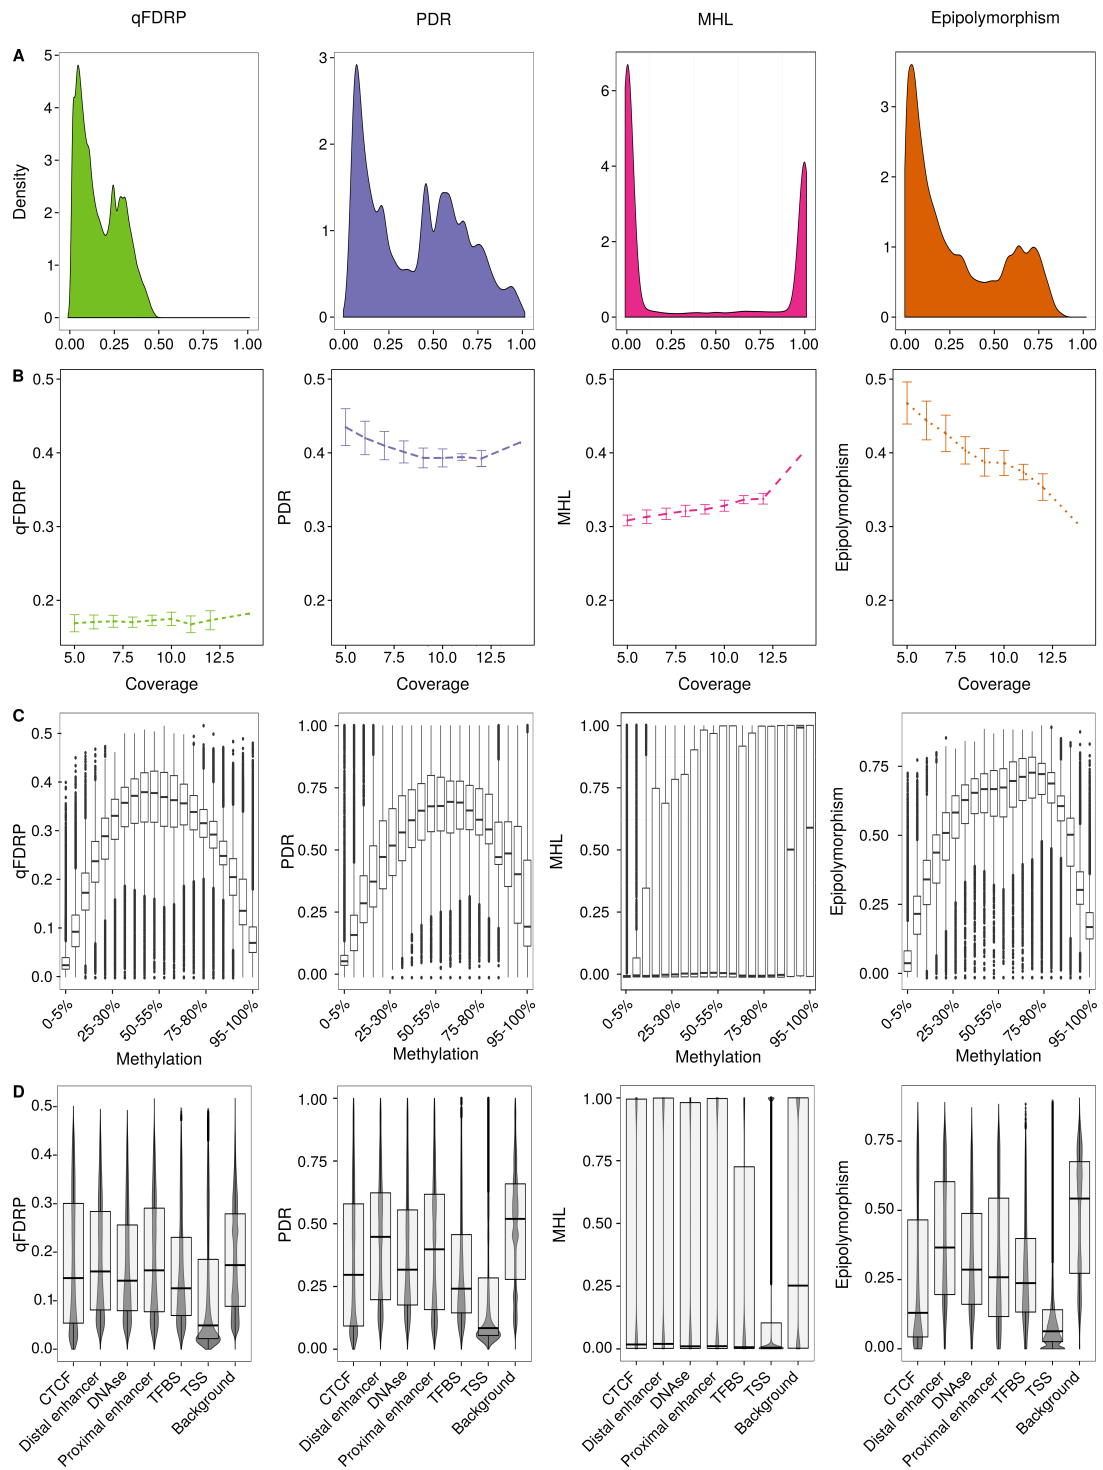 qFDRP PDR MHL Epipolymorphism
A
Density
5 4 3 2 1 0
0.00 0.25 0.50 0.75 1.00
3 2 1 0
0.00 0.25 0.50 0.75 1.00
6 4 2 0
0.00 0.25 0.50 0.75 1.00
3 2 1 0
0.00 0.25 0.50 0.75 1.00
B
qFDRP
0.5 0.4 0.3 0.2
5.0 7.5 10.0 12.5
Coverage
PDR
0.5 0.4 0.3 0.2
5.0 7.5 10.0 12.5
Coverage
MHL
0.5 0.4 0.3 0.2
5.0 7.5 10.0 12.5
Coverage
Epipolymorphism
0.5 0.4 0.3 0.2
5.0 7.5 10.0 12.5
Coverage
C
qFDRP
0.5 0.4 0.3 0.2 0.1 0.0
0-5% 25-30% 50-55% 75-80% 95-100%
Methylation
PDR
1.00 0.75 0.50 0.25 0.00
0-5% 25-30% 50-55% 75-80% 95-100%
Methylation
MHL
1.00 0.75 0.50 0.25 0.00
0-5% 25-30% 50-55% 75-80% 95-100%
Methylation
Epipolymorphism
0.75 0.50 0.25 0.00
0-5% 25-30% 50-55% 75-80% 95-100%
Methylation
D
qFDRP
0.5 0.4 0.3 0.2 0.1 0.0
CTCF Distal enhancer DNAse Proximal enhancer TFBS TSS Background
PDR
1.00 0.75 0.50 0.25 0.00
CTCF Distal enhancer DNAse Proximal enhancer TFBS TSS Background
MHL
1.00 0.75 0.50 0.25 0.00
CTCF Distal enhancer DNAse Proximal enhancer TFBS TSS Background
Epipolymorphism
0.75 0.50 0.25 0.00
CTCF Distal enhancer DNAse Proximal enhancer TFBS TSS Background